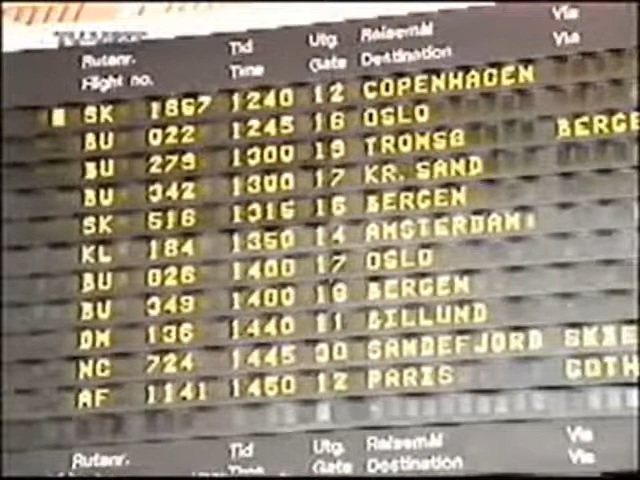 Rutenr. Tid Utg. Reisemål Via
Flight no. Time Gate Destination Via
SK 1867 1240 12 COPENHAGEN
BU 022 1245 16 OSLO
BU 279 1300 19 TROMSØ BERGE
BU 342 1300 17 KR. SAND
SK 516 1315 15 BERGEN
KL 184 1350 14 AMSTERDAM
BU 026 1400 17 OSLO
BU 349 1400 18 BERGEN
DM 136 1440 11 BILLUND
NC 724 1445 30 SANDEFJORD SKIE
AF 1141 1450 12 PARIS GOTH
Rutenr. Tid Utg. Reisemål Via
Time Gate Destination Via